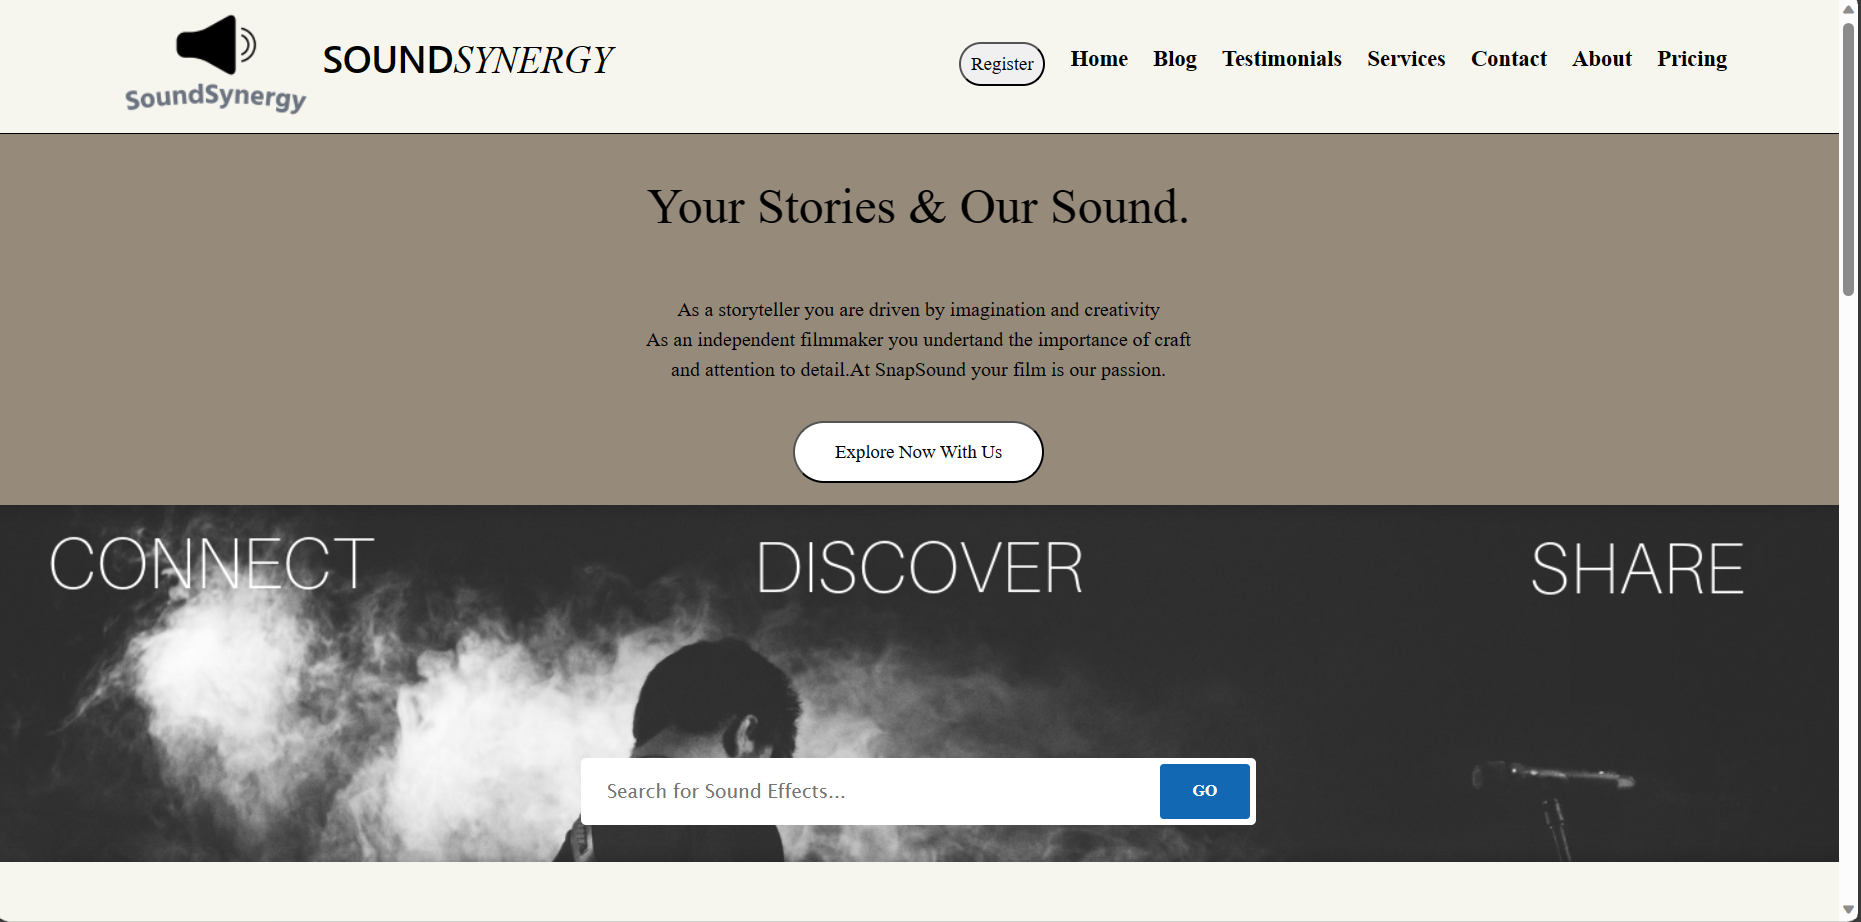 SoundSynergy
SOUNDSYNERGY
Register
Home
Blog
Testimonials
Services
Contact
About
Pricing
Your Stories & Our Sound.
As a storyteller you are driven by imagination and creativity
As an independent filmmaker you undertand the importance of craft
and attention to detail.At SnapSound your film is our passion.
Explore Now With Us
CONNECT
DISCOVER
SHARE
Search for Sound Effects...
GO